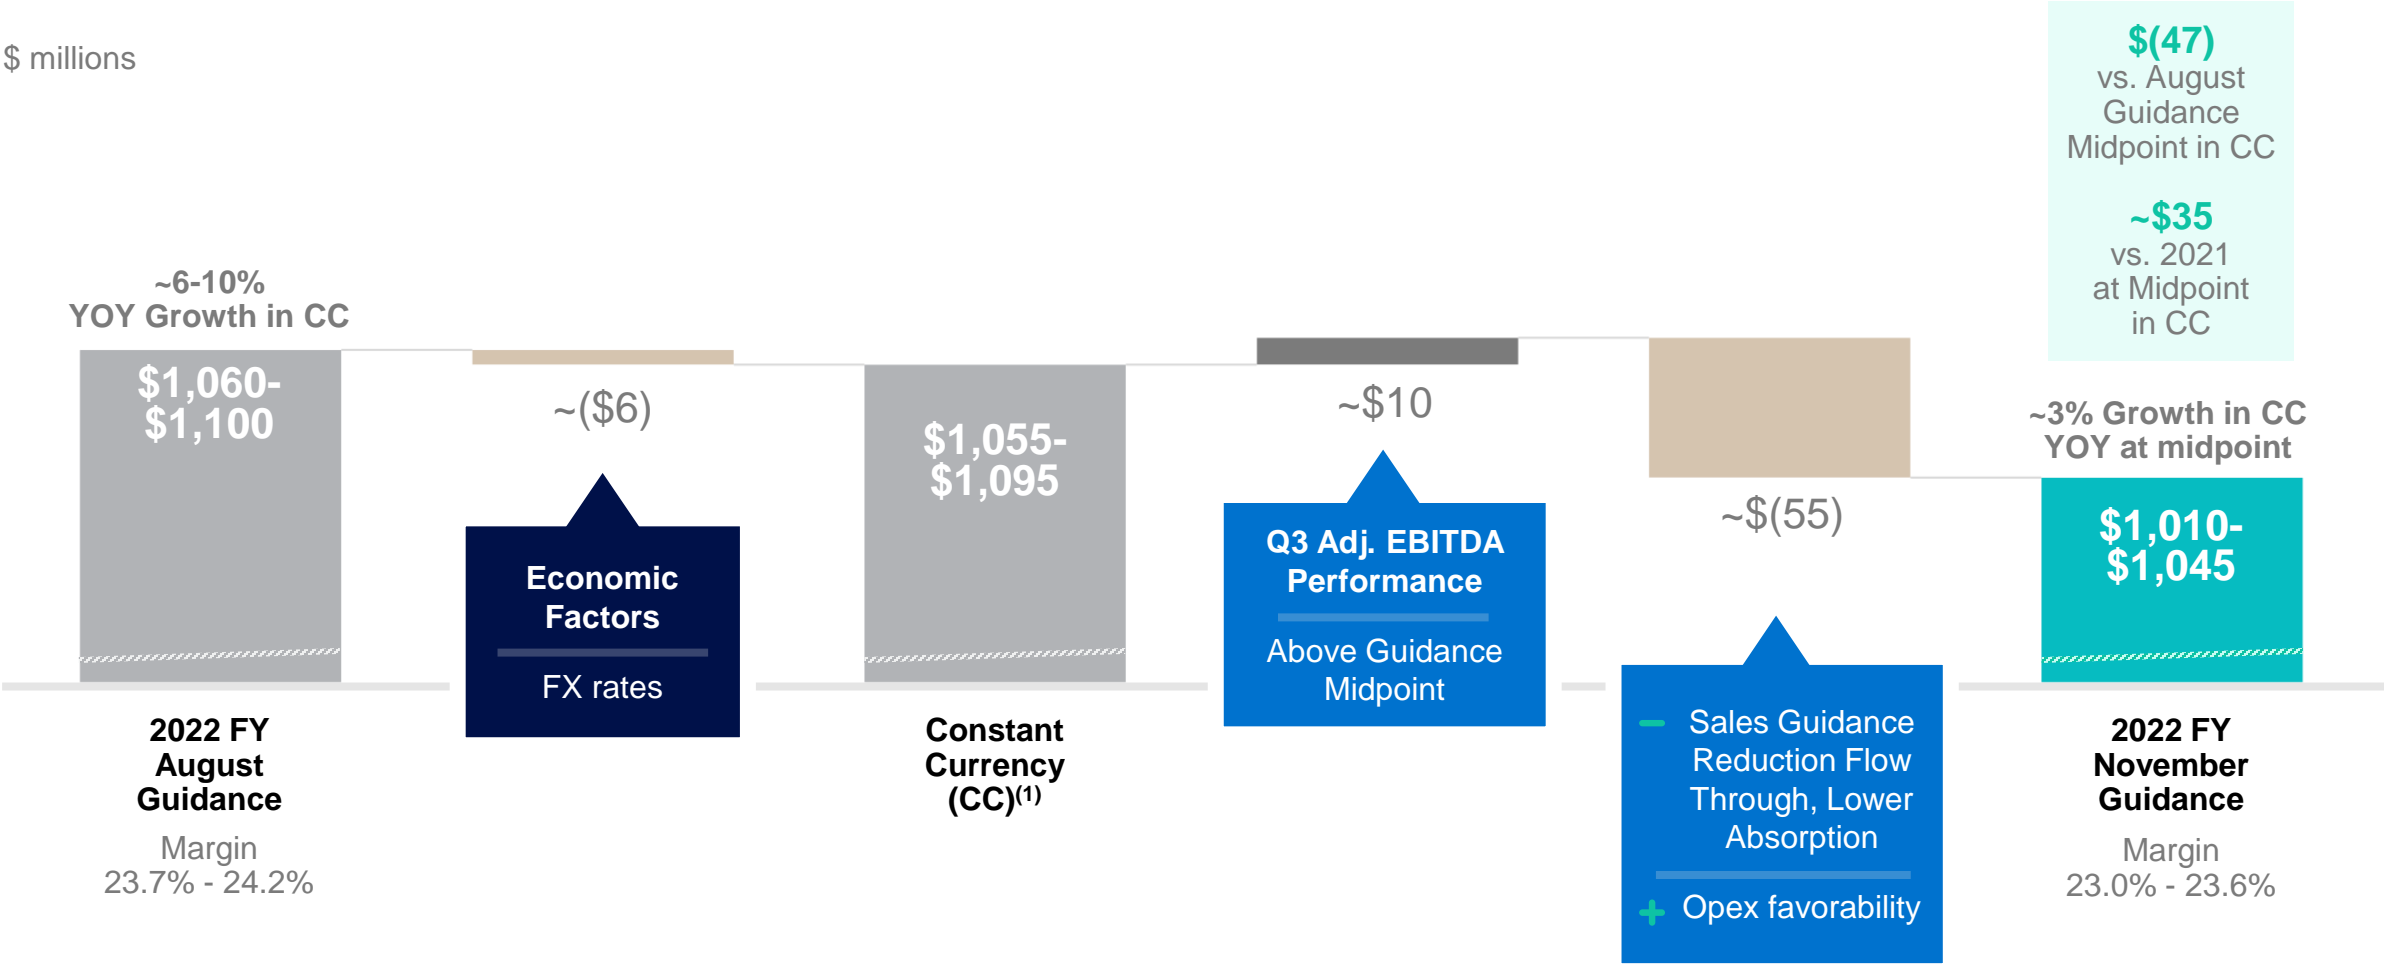 $ millions
$(47)
vs. August
Guidance
Midpoint in CC
~$35
vs. 2021
at Midpoint
in CC
~6-10%
YOY Growth in CC
$1,060-
$1,100
~($6)
Economic
Factors
FX rates
$1,055-
$1,095
~$10
Q3 Adj. EBITDA
Performance
Above Guidance
Midpoint
~$(55)
− Sales Guidance
Reduction Flow
Through, Lower
Absorption
+ Opex favorability
~3% Growth in CC
YOY at midpoint
$1,010-
$1,045
2022 FY
August
Guidance
Margin
23.7% - 24.2%
Constant
Currency
(CC)(1)
2022 FY
November
Guidance
Margin
23.0% - 23.6%